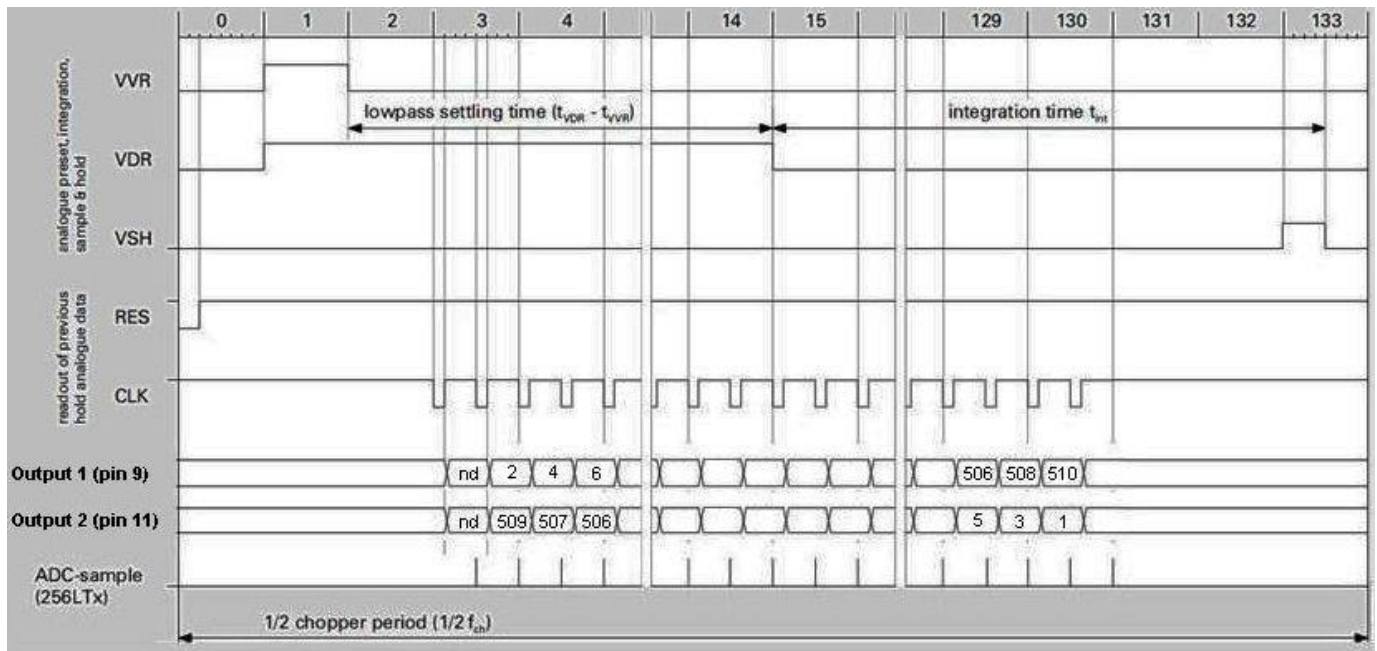 0 1 2 3 4 14 15 129 130 131 132 133
analogue preset, integration,
sample & hold
VVR
lowpass settling time (tVDR - tVVR)
integration time tint
VDR
VSH
readout of previous
hold analogue data
RES
CLK
Output 1 (pin 9) nd 2 4 6 506 508 510
Output 2 (pin 11) nd 509 507 506 5 3 1
ADC-sample
(256LTx)
1/2 chopper period (1/2 fch)